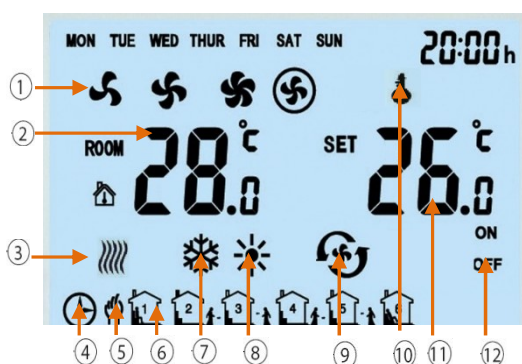 MON TUE WED THUR FRI SAT SUN 20:00h
①
② ROOM 28.0 °C SET 26.0 °C
③ ON
OFF
1 2 3 4 5 6
④ ⑤ ⑥ ⑦ ⑧ ⑨ ⑩ ⑪ ⑫